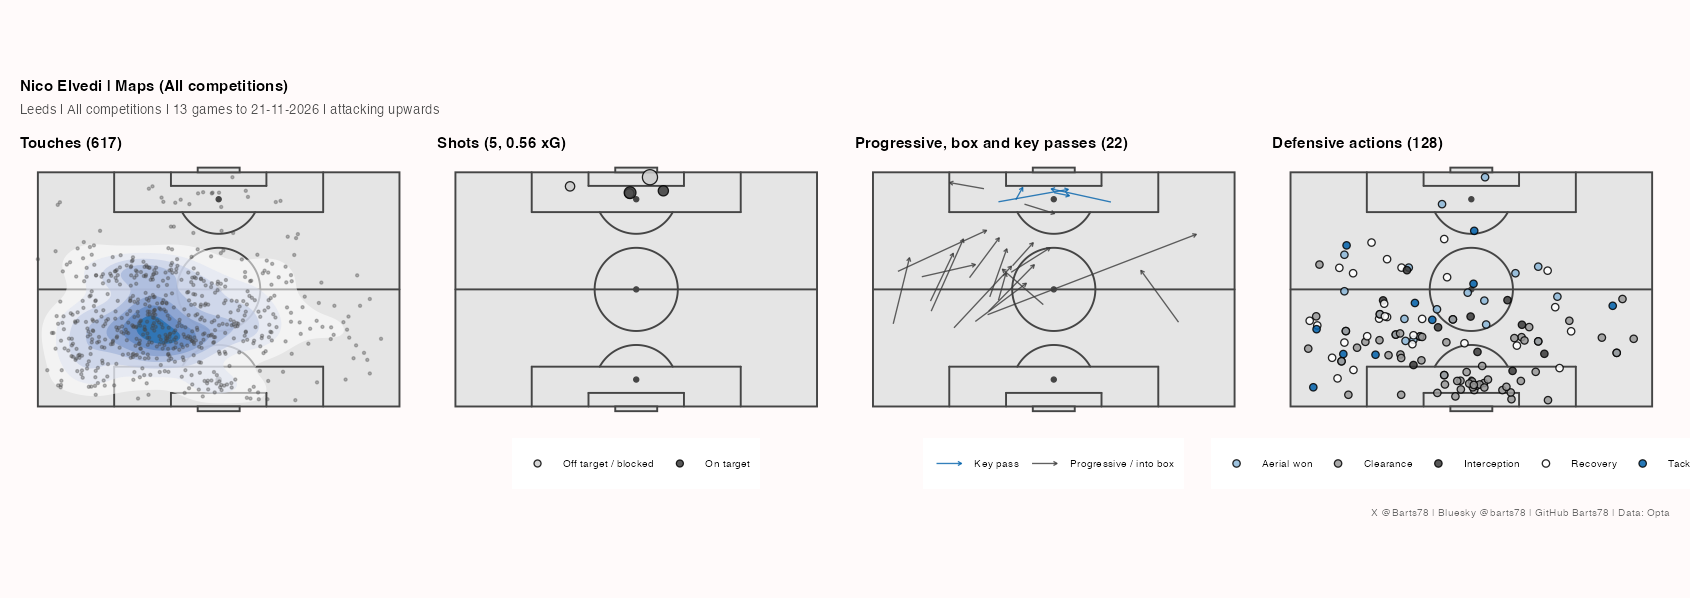 Nico Elvedi | Maps (All competitions)
Leeds | All competitions | 13 games to 21-11-2026 | attacking upwards
Touches (617)
Shots (5, 0.56 xG)
Progressive, box and key passes (22)
Defensive actions (128)
Off target / blocked
On target
Key pass
Progressive / into box
Aerial won
Clearance
Interception
Recovery
Tack
X @Barts78 | Bluesky @barts78 | GitHub Barts78 | Data: Opta